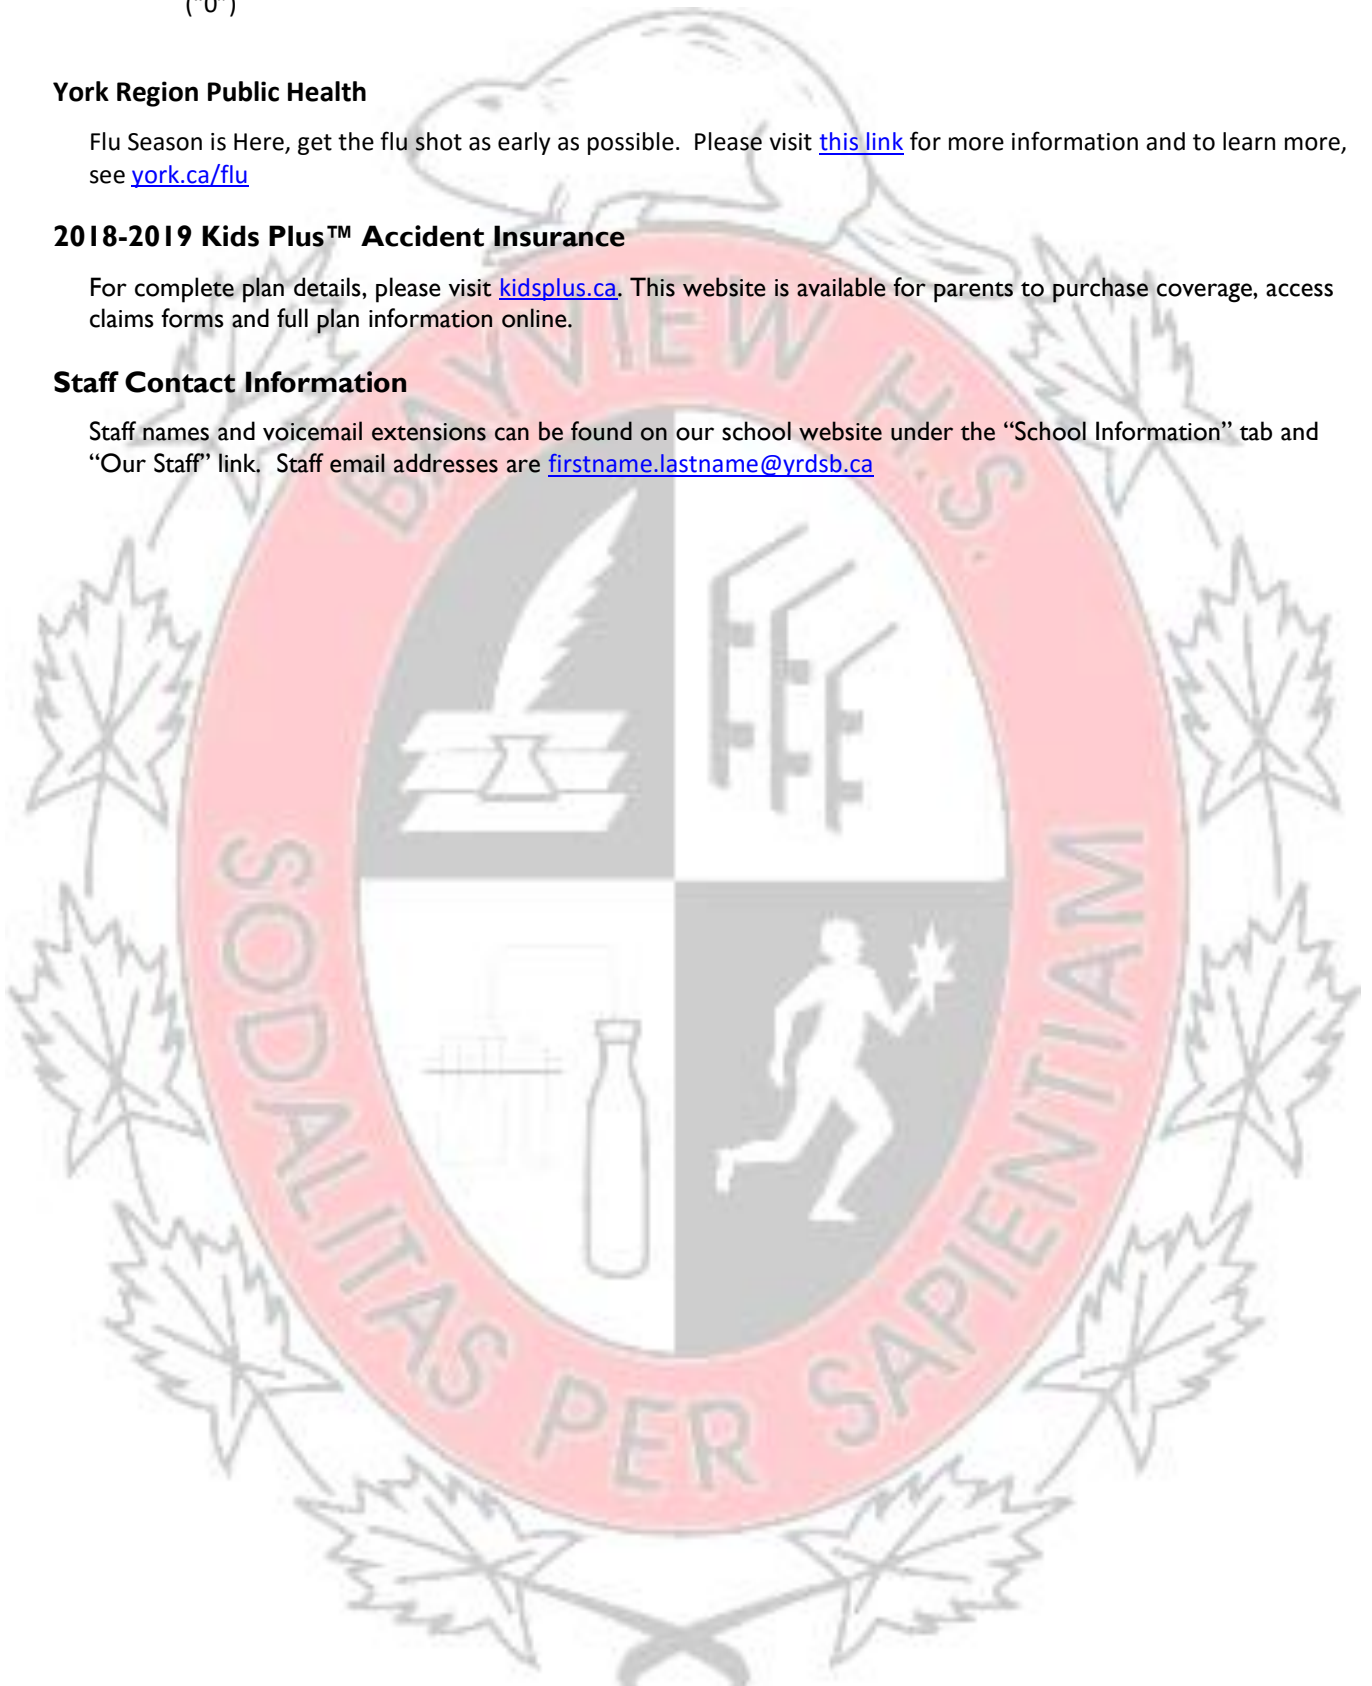 ("0")
York Region Public Health
Flu Season is Here, get the flu shot as early as possible.  Please visit this link for more information and to learn more,
see york.ca/flu
2018-2019 Kids Plus™ Accident Insurance
For complete plan details, please visit kidsplus.ca. This website is available for parents to purchase coverage, access
claims forms and full plan information online.
Staff Contact Information
Staff names and voicemail extensions can be found on our school website under the “School Information” tab and
“Our Staff” link.  Staff email addresses are firstname.lastname@yrdsb.ca
BAYVIEW H.S.
SODALITAS PER SAPIENTIAM